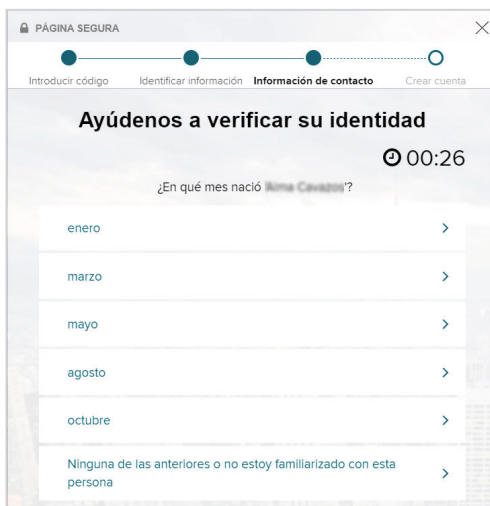 PÁGINA SEGURA
Introducir código Identificar información Información de contacto Crear cuenta
Ayúdenos a verificar su identidad
00:26
¿En qué mes nació '?
enero
marzo
mayo
agosto
octubre
Ninguna de las anteriores o no estoy familiarizado con esta
persona